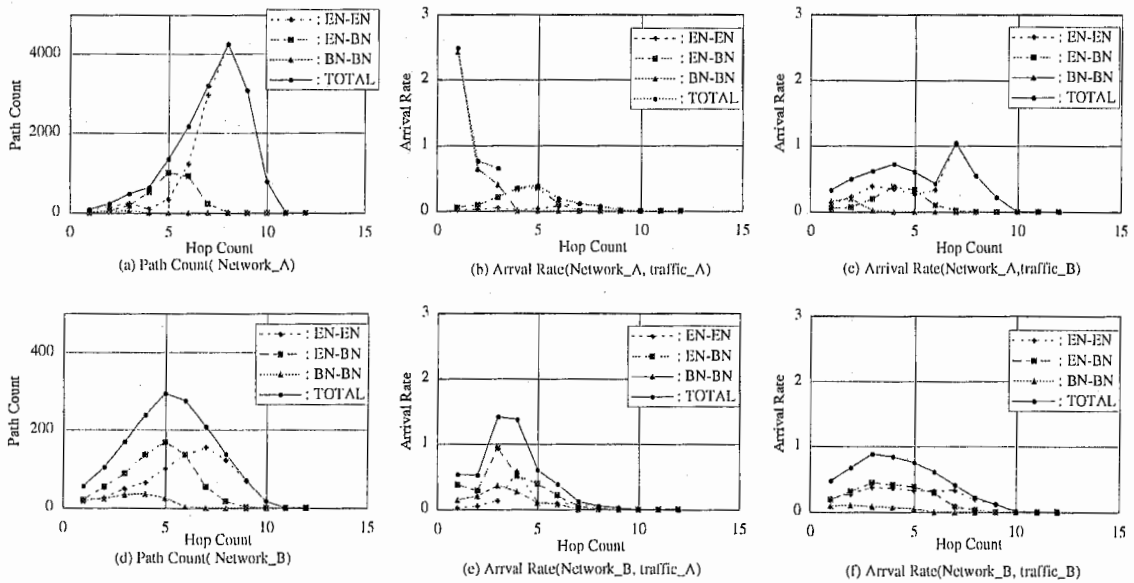 4000
2000
0
Path Count
: EN-EN
: EN-BN
: BN-BN
: TOTAL
0
5
10
15
Hop Count
(a) Path Count( Network_A)
3
2
1
0
Arrival Rate
: EN-EN
: EN-BN
: BN-BN
: TOTAL
0
5
10
15
Hop Count
(b) Arrval Rate(Network_A, traffic_A)
3
2
1
0
Arrival Rate
: EN-EN
: EN-BN
: BN-BN
: TOTAL
0
5
10
15
Hop Count
(c) Arrval Rate(Network_A,traffic_B)
400
200
0
Path Count
: EN-EN
: EN-BN
: BN-BN
: TOTAL
0
5
10
15
Hop Count
(d) Path Count( Network_B)
3
2
1
0
Arrival Rate
: EN-EN
: EN-BN
: BN-BN
: TOTAL
0
5
10
15
Hop Count
(e) Arrval Rate(Network_B, traffic_A)
3
2
1
0
Arrival Rate
: EN-EN
: EN-BN
: BN-BN
: TOTAL
0
5
10
15
Hop Count
(f) Arrval Rate(Network_B, traffic_B)